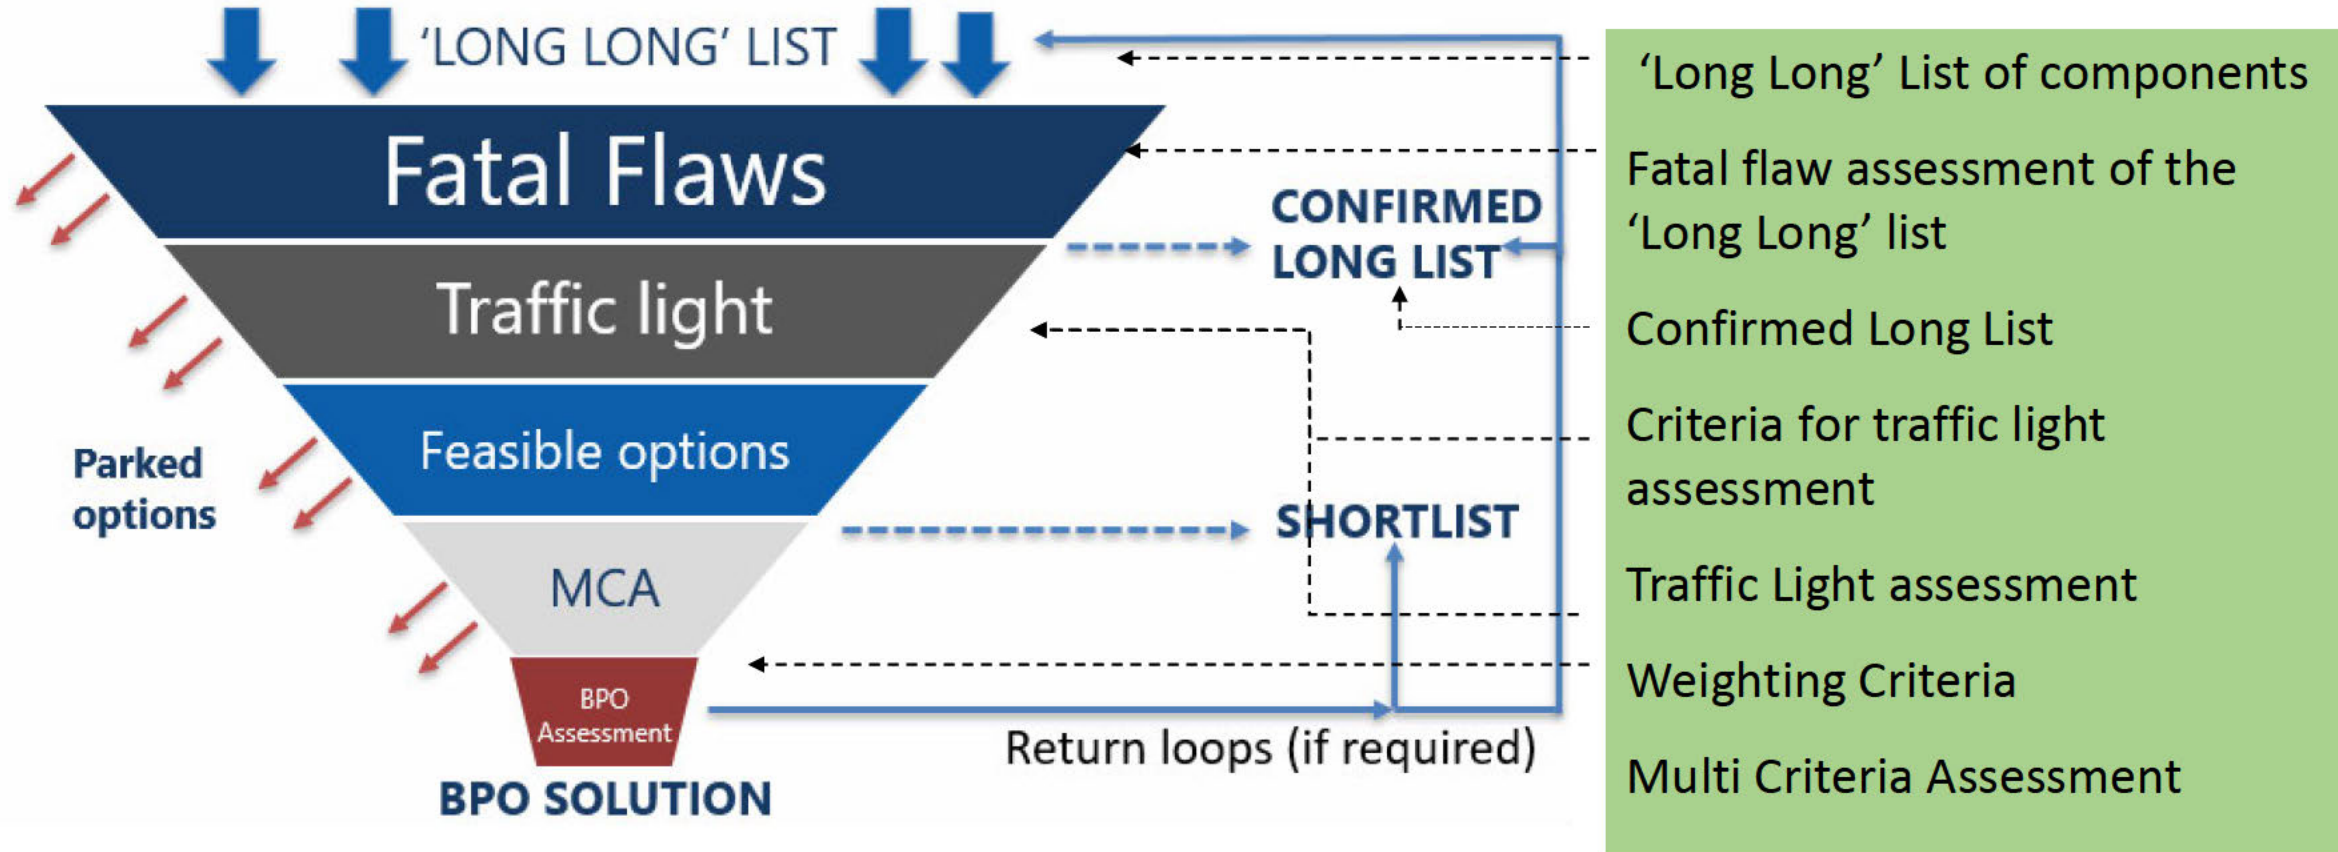 ‘LONG LONG’ LIST
Fatal Flaws
Traffic light
Feasible options
MCA
BPO
Assessment
BPO SOLUTION
Parked
options
CONFIRMED
LONG LIST
SHORTLIST
Return loops (if required)
‘Long Long’ List of components
Fatal flaw assessment of the
‘Long Long’ list
Confirmed Long List
Criteria for traffic light
assessment
Traffic Light assessment
Weighting Criteria
Multi Criteria Assessment